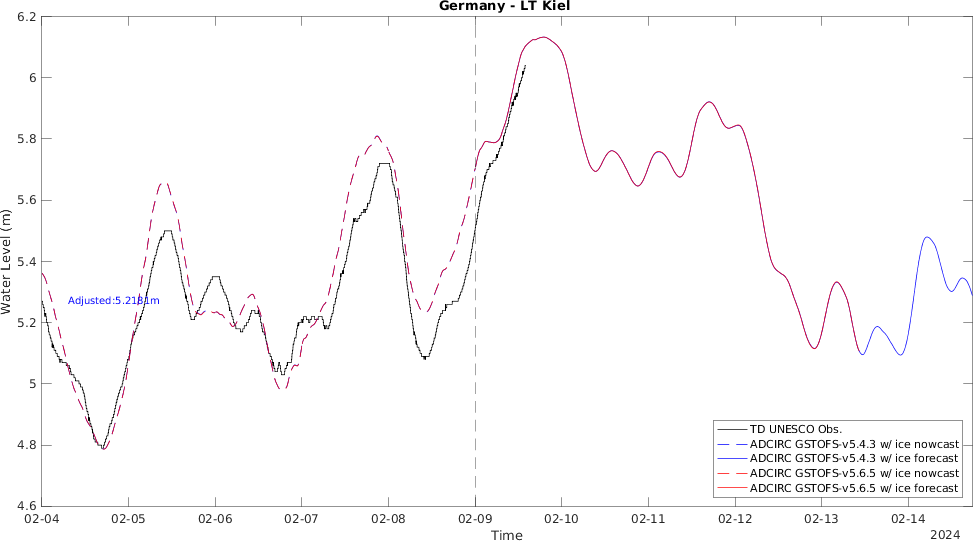 Germany - LT Kiel
6.2
6
5.8
5.6
5.4
5.2
5
4.8
4.6
Water Level (m)
Adjusted:5.2181m
TD UNESCO Obs.
ADCIRC GSTOFS-v5.4.3 w/ ice nowcast
ADCIRC GSTOFS-v5.4.3 w/ ice forecast
ADCIRC GSTOFS-v5.6.5 w/ ice nowcast
ADCIRC GSTOFS-v5.6.5 w/ ice forecast
02-04 02-05 02-06 02-07 02-08 02-09 02-10 02-11 02-12 02-13 02-14
Time
2024